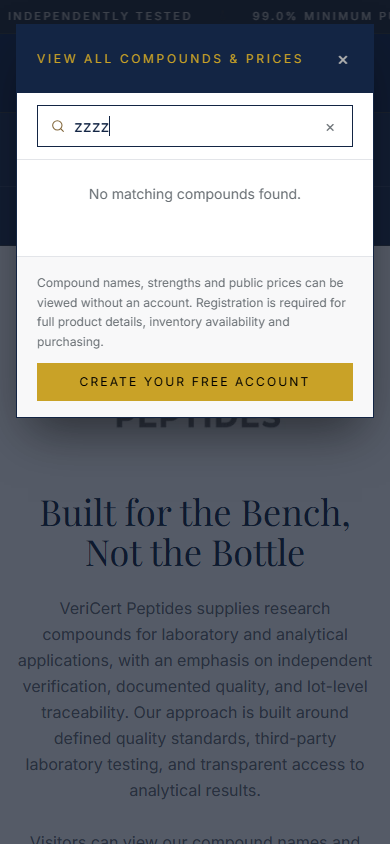 INDEPENDENTLY TESTED 99.0% MINIMUM
VIEW ALL COMPOUNDS & PRICES ×
zzzz ×
No matching compounds found.
Compound names, strengths and public prices can be
viewed without an account. Registration is required for
full product details, inventory availability and
purchasing.
CREATE YOUR FREE ACCOUNT
PEPTIDES
Built for the Bench,
Not the Bottle
VeriCert Peptides supplies research
compounds for laboratory and analytical
applications, with an emphasis on independent
verification, documented quality, and lot-level
traceability. Our approach is built around
defined quality standards, third-party
laboratory testing, and transparent access to
analytical results.
Visitors can view our compound names and